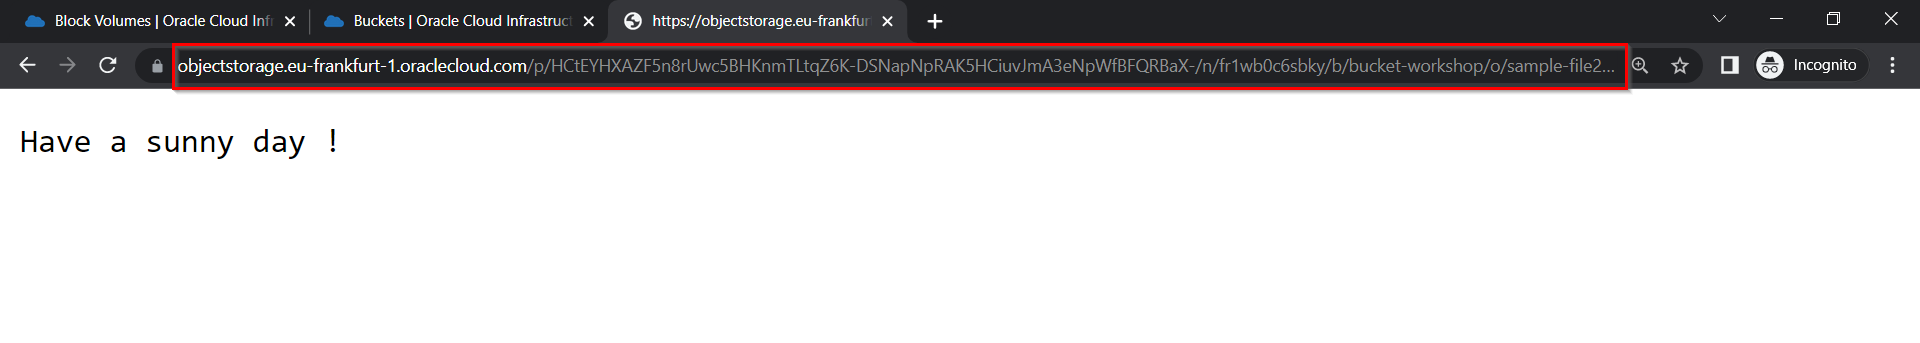 Block Volumes | Oracle Cloud Infr
Buckets | Oracle Cloud Infrastruct
https://objectstorage.eu-frankfur
objectstorage.eu-frankfurt-1.oraclecloud.com/p/HCtEYHXAZF5n8rUwc5BHKnmTLtqZ6K-DSNapNpRAK5HCiuvJmA3eNpWfBFQRBaX-/n/fr1wb0c6sbky/b/bucket-workshop/o/sample-file2...
Incognito
Have a sunny day !